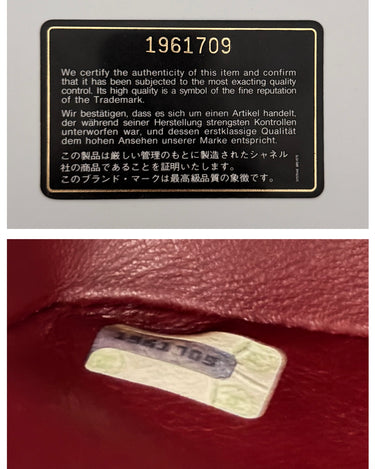 1961709
We certify the authenticity of this item and confirm
that it has been subjected to the most exacting quality
control. Its high quality is a symbol of the fine reputation
of the Trademark.
Wir bestätigen, dass es sich um einen Artikel handelt,
der während seiner Herstellung strengsten Kontrollen
unterworfen war, und dessen erstklassige Qualität
dem hohen Ansehen unserer Marke entspricht.
この製品は厳しい管理のもとに製造されたシャネル
社の商品であることを証明いたします。
このブランド・マークは最高級品質の象徴です。
1961709